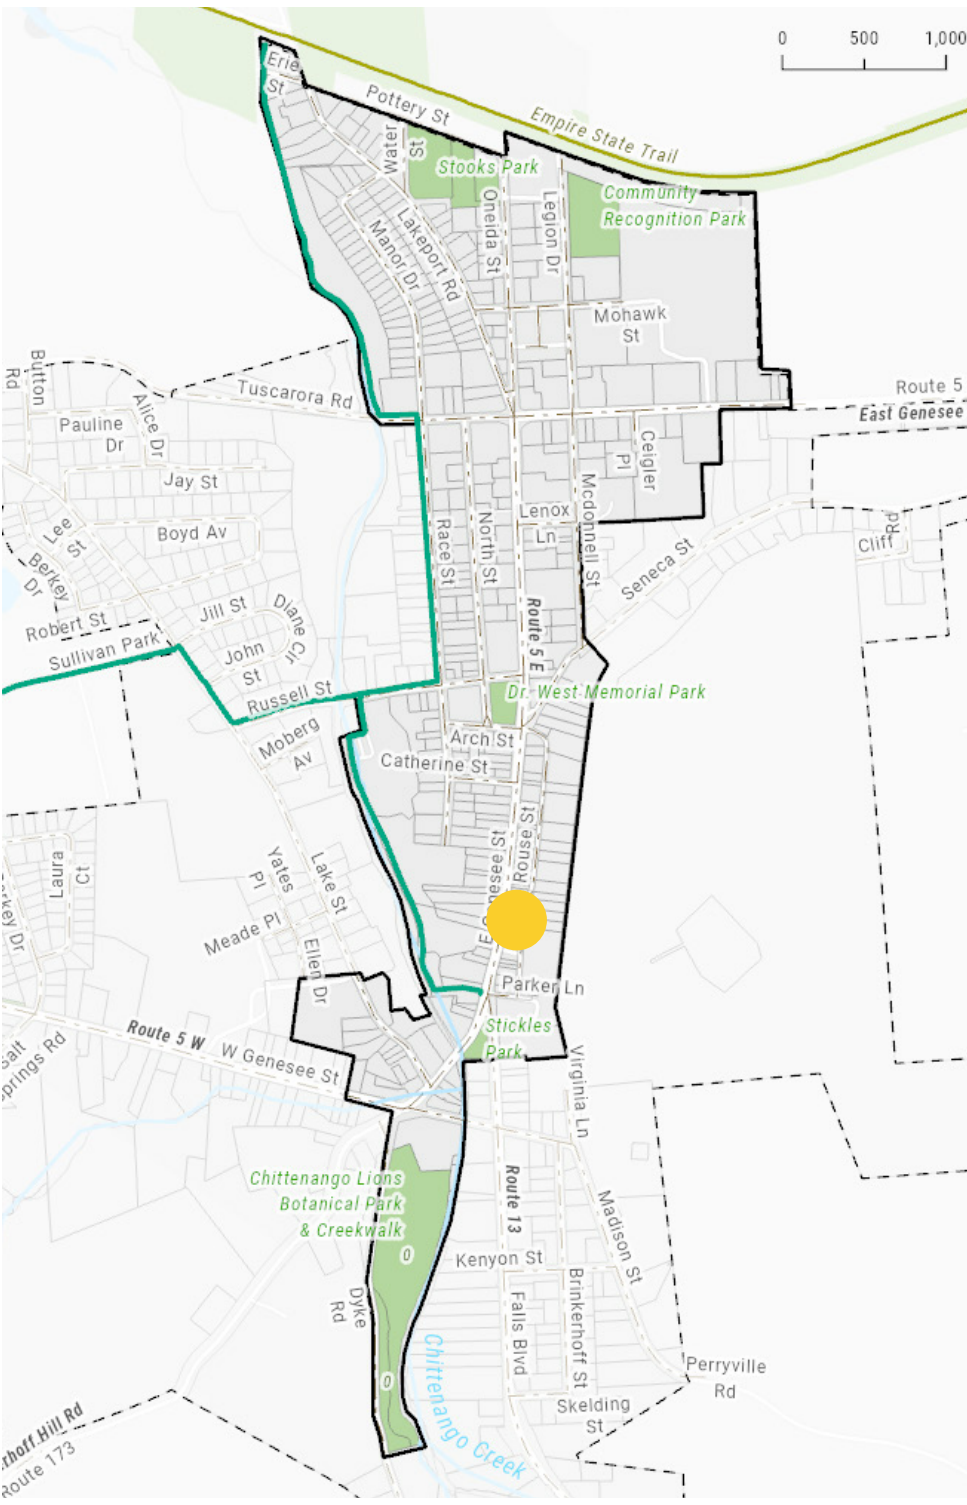 0 500 1,000
Erie
St
Pottery St
Empire State Trail
Water
St
Stooks Park
Community
Recognition Park
Oneida St
Legion Dr
Lakeport Rd
Manor Dr
Mohawk
St
Button
Rd
Tuscarora Rd
Route 5
East Genesee
Alice Dr
Pauline
Dr
Ceigler
Pl
Jay St
Mcdonnell St
Lenox
Ln
Race St
North St
Lee
St
Boyd Av
Cliff
Rd
Seneca St
Berkey
Dr
Jill St
Diane Cir
Robert St
Route 5 E
Sullivan Park
John
St
Russell St
Dr. West Memorial Park
Moberg
Av
Arch St
Catherine St
Laura
Ct
Lake St
Yates
Pl
E Genesee St
Rouse St
erkey Dr
Meade Pl
Ellen Dr
Parker Ln
Stickles
Park
Route 5 W
W Genesee St
Salt
Springs Rd
Virginia Ln
Chittenango Lions
Botanical Park
& Creekwalk
0
Route 13
Madison St
Kenyon St
Dyke
Rd
Falls Blvd
Brinkerhoff St
Chittenango Creek
0
Perryville
Rd
Skelding
St
rhoff Hill Rd
Route 173